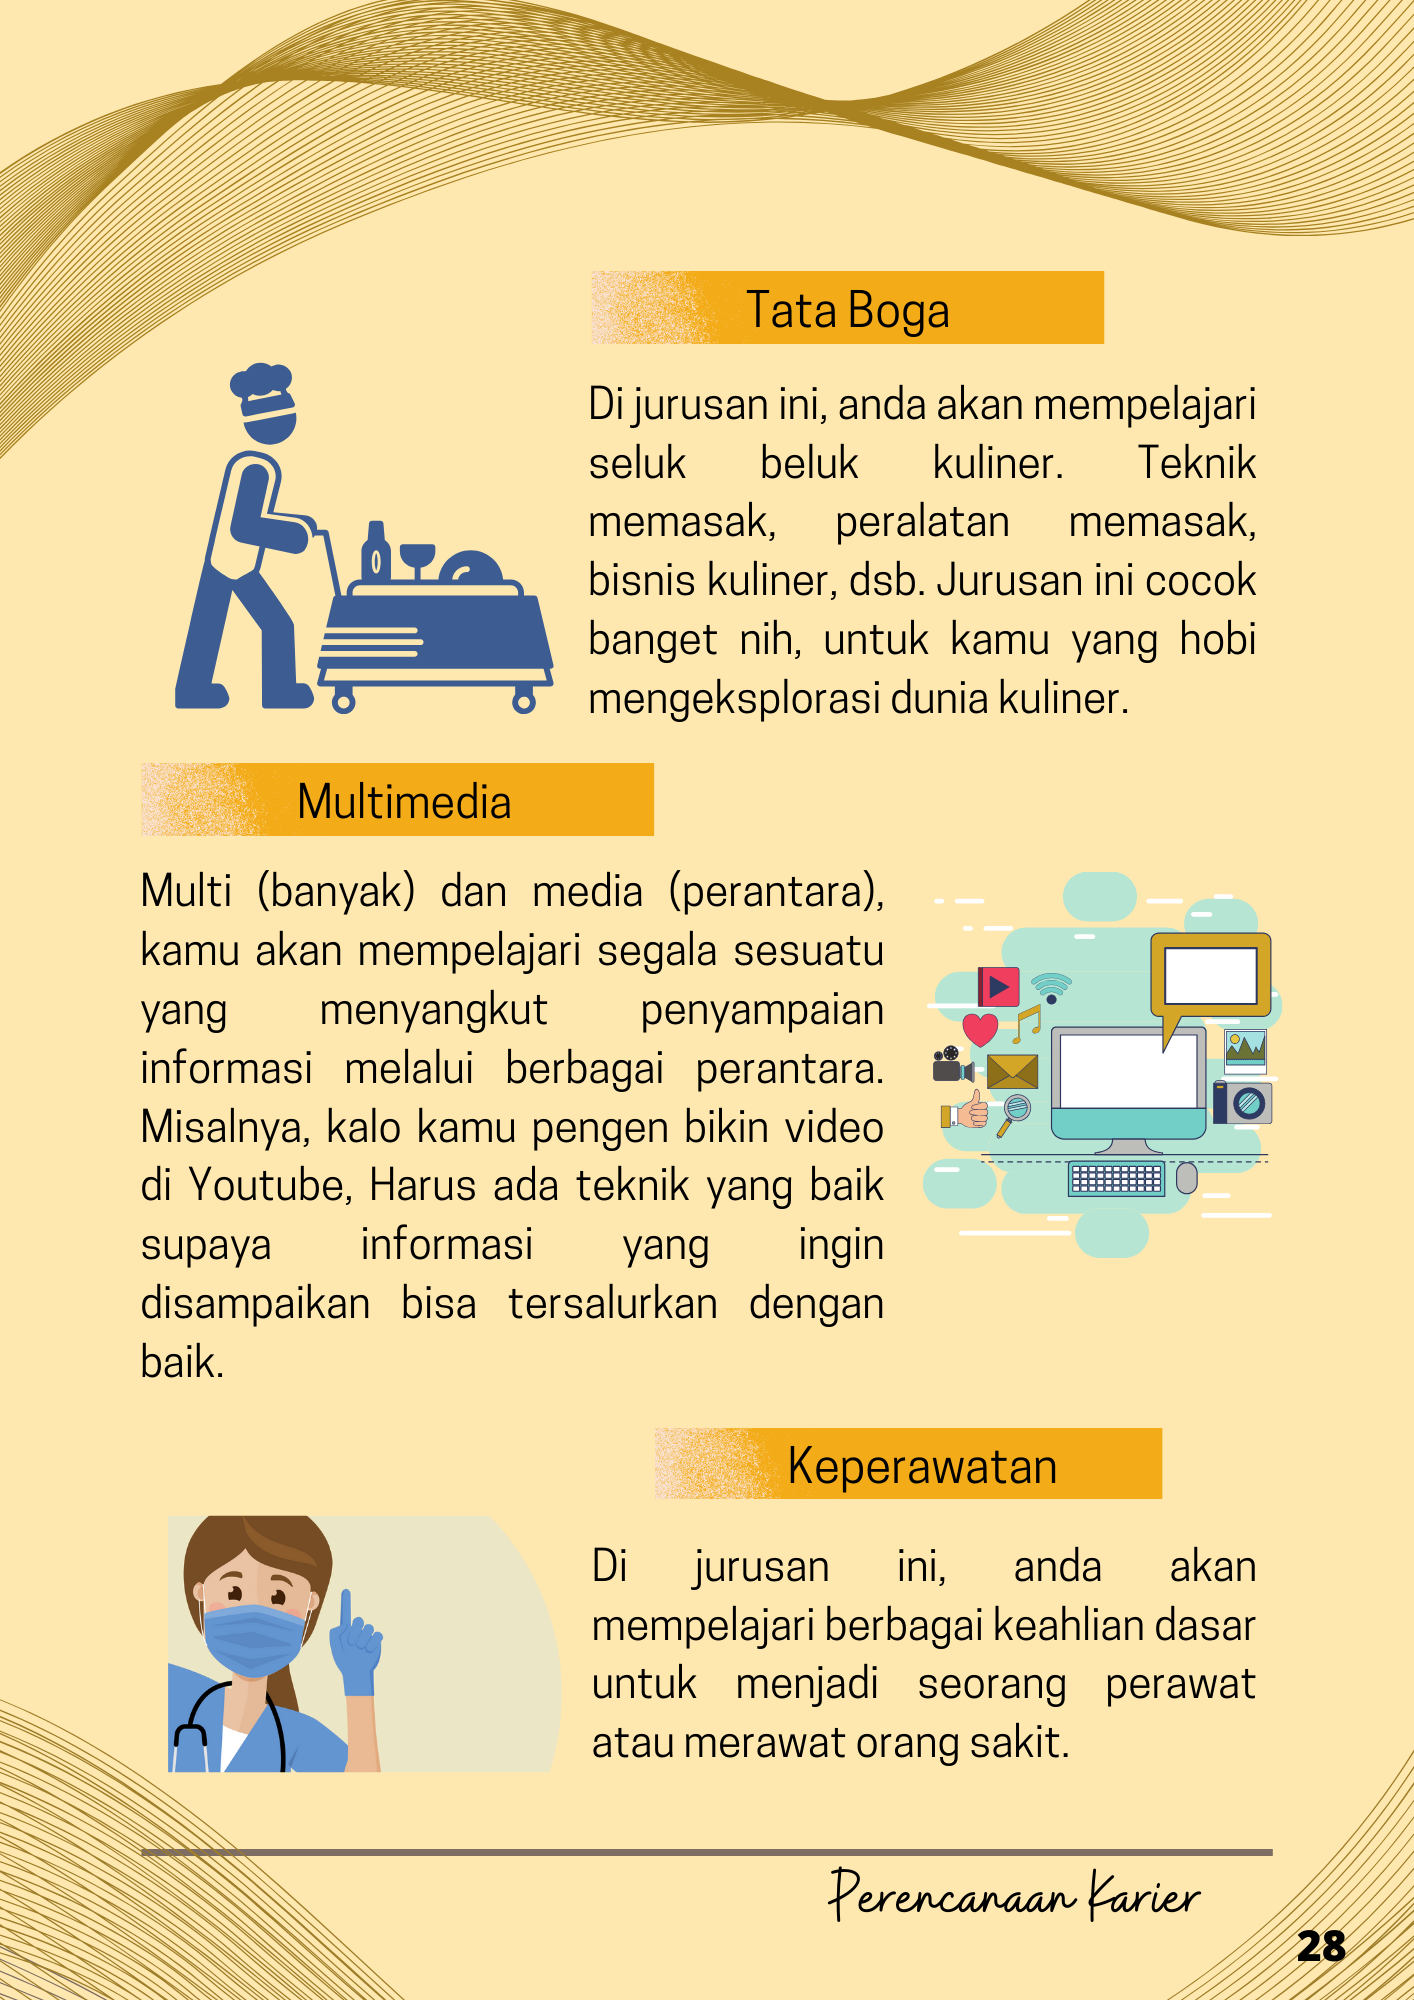 Tata Boga
Di jurusan ini, anda akan mempelajari
seluk beluk kuliner. Teknik
memasak, peralatan memasak,
bisnis kuliner, dsb. Jurusan ini cocok
banget nih, untuk kamu yang hobi
mengeksplorasi dunia kuliner.
Multimedia
Multi (banyak) dan media (perantara),
kamu akan mempelajari segala sesuatu
yang menyangkut penyampaian
informasi melalui berbagai perantara.
Misalnya, kalo kamu pengen bikin video
di Youtube, Harus ada teknik yang baik
supaya informasi yang ingin
disampaikan bisa tersalurkan dengan
baik.
Keperawatan
Di jurusan ini, anda akan
mempelajari berbagai keahlian dasar
untuk menjadi seorang perawat
atau merawat orang sakit.
Perencanaan Karier
28